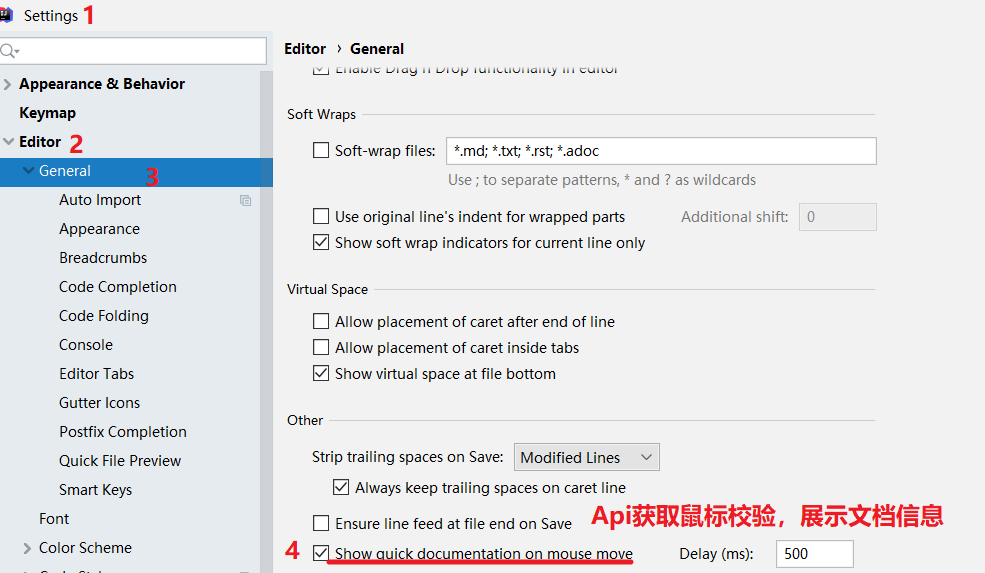 Settings 1
Editor › General
Appearance & Behavior
Keymap
Editor 2
General 3
Auto Import
Appearance
Breadcrumbs
Code Completion
Code Folding
Console
Editor Tabs
Gutter Icons
Postfix Completion
Quick File Preview
Smart Keys
Font
Color Scheme
Enable Drag'n'Drop functionality in editor
Soft Wraps
Soft-wrap files: *.md; *.txt; *.rst; *.adoc
Use ; to separate patterns, * and ? as wildcards
Use original line's indent for wrapped parts Additional shift: 0
Show soft wrap indicators for current line only
Virtual Space
Allow placement of caret after end of line
Allow placement of caret inside tabs
Show virtual space at file bottom
Other
Strip trailing spaces on Save: Modified Lines
Always keep trailing spaces on caret line
Ensure line feed at file end on Save
Api获取鼠标校验，展示文档信息
4 Show quick documentation on mouse move Delay (ms): 500